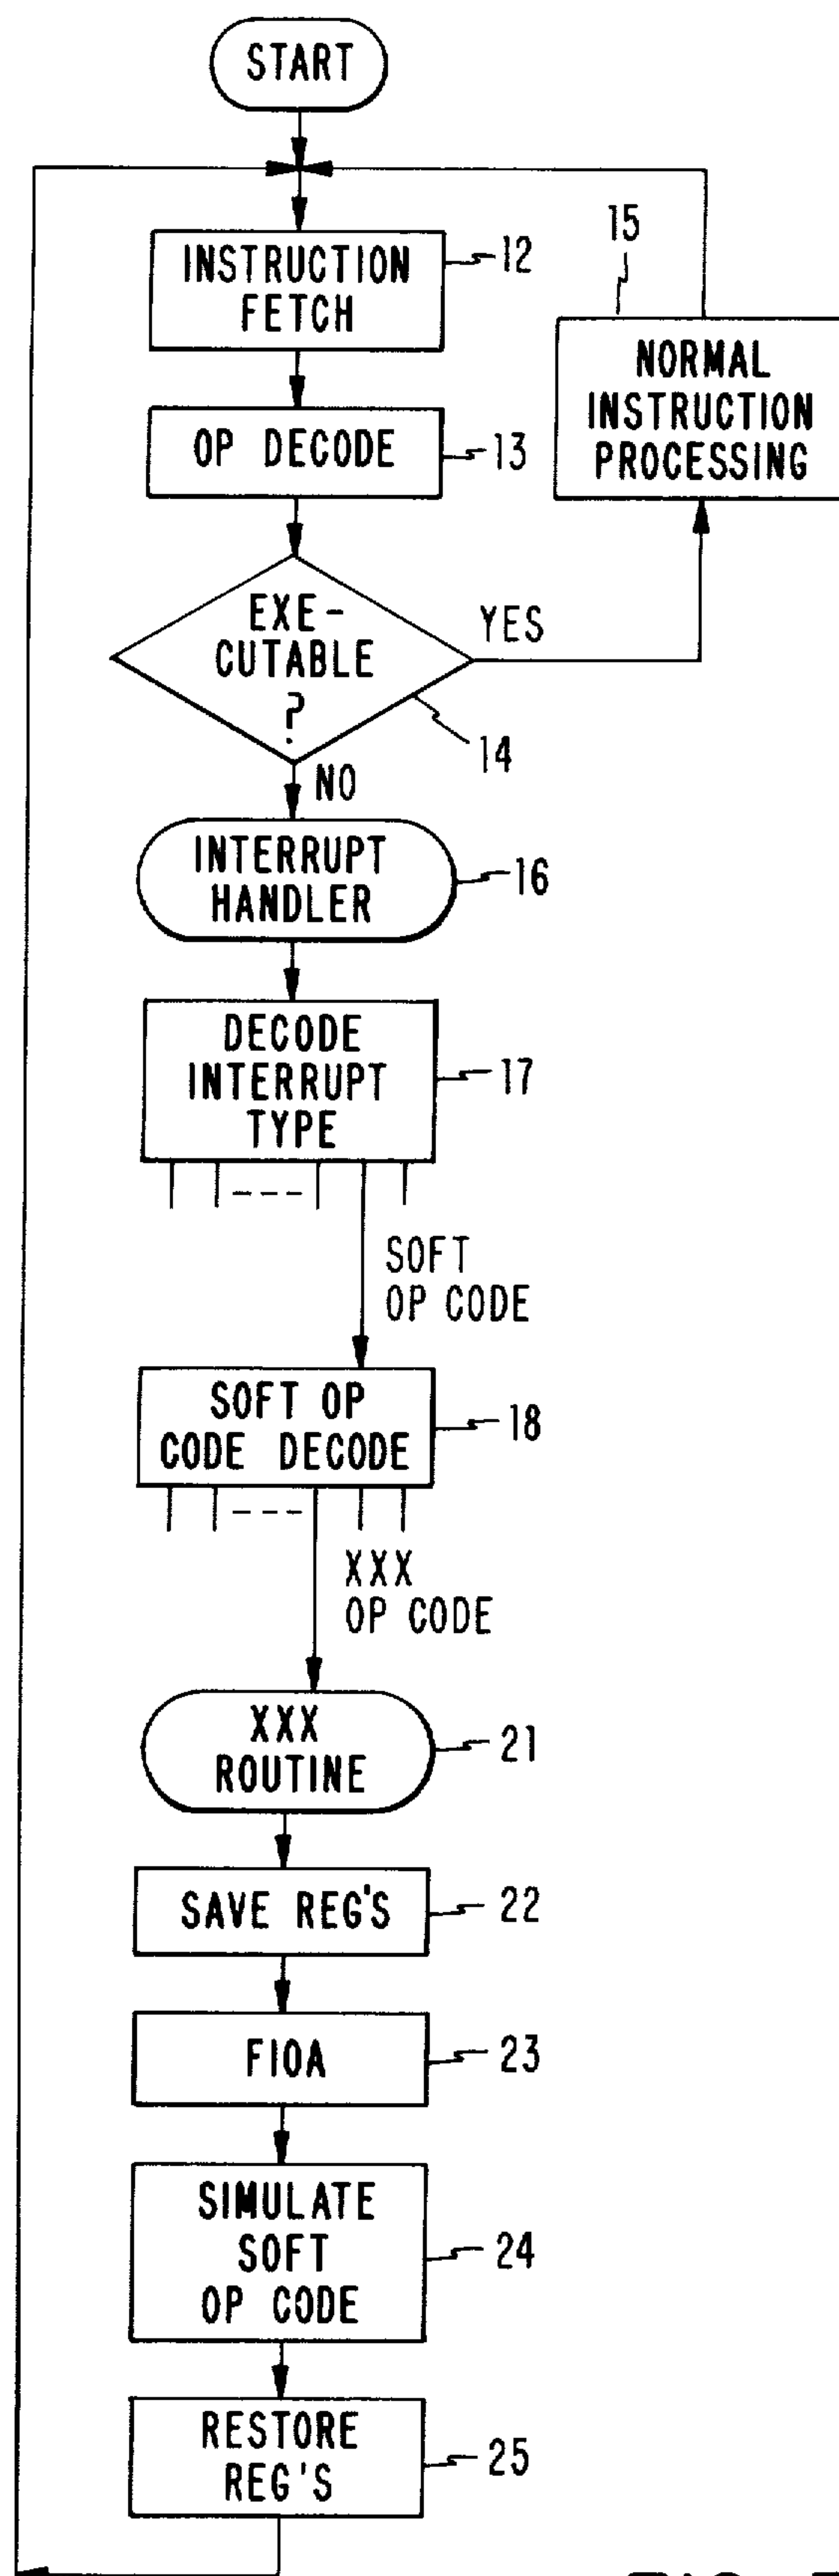 START
INSTRUCTION
FETCH
12
OP DECODE
13
15
NORMAL
INSTRUCTION
PROCESSING
EXE-
CUTABLE
?
YES
14
NO
INTERRUPT
HANDLER
16
DECODE
INTERRUPT
TYPE
17
SOFT
OP CODE
SOFT OP
CODE DECODE
18
XXX
OP CODE
XXX
ROUTINE
21
SAVE REG'S
22
FIOA
23
SIMULATE
SOFT
OP CODE
24
RESTORE
REG'S
25